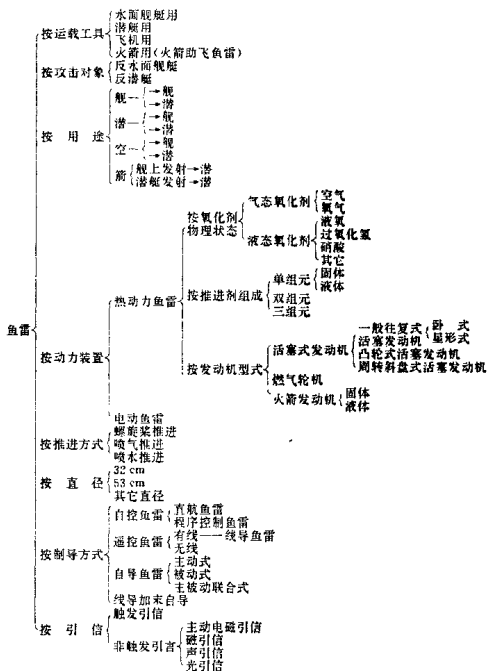 水面舰艇用
按运载工具
潜艇用
飞机用
火箭用(火箭助飞鱼雷)
按攻击对象
反水面舰艇
反潜艇
按 用 途
舰—
→舰
→潜
潜—
→舰
→潜
空—
→舰
→潜
箭
舰上发射→潜
潜艇发射→潜
鱼雷
按动力装置
热动力鱼雷
按氧化剂
物理状态
气态氧化剂
空气
氧气
液态氧化剂
液氧
过氧化氢
硝酸
其它
按推进剂组成
单组元
固体
液体
双组元
三组元
按发动机型式
活塞式发动机
一般往复式
活塞发动机
卧 式
星形式
凸轮式活塞发动机
周转斜盘式活塞发动机
燃气轮机
火箭发动机
固体
液体
电动鱼雷
按推进方式
螺旋桨推进
喷气推进
喷水推进
按 直 径
32 cm
53 cm
其它直径
按制导方式
自控鱼雷
直航鱼雷
程序控制鱼雷
遥控鱼雷
有线——线导鱼雷
无线
自导鱼雷
主动式
被动式
主被动联合式
线导加末自导
按 引 信
触发引信
非触发引言
主动电磁引信
磁引信
声引信
光引信